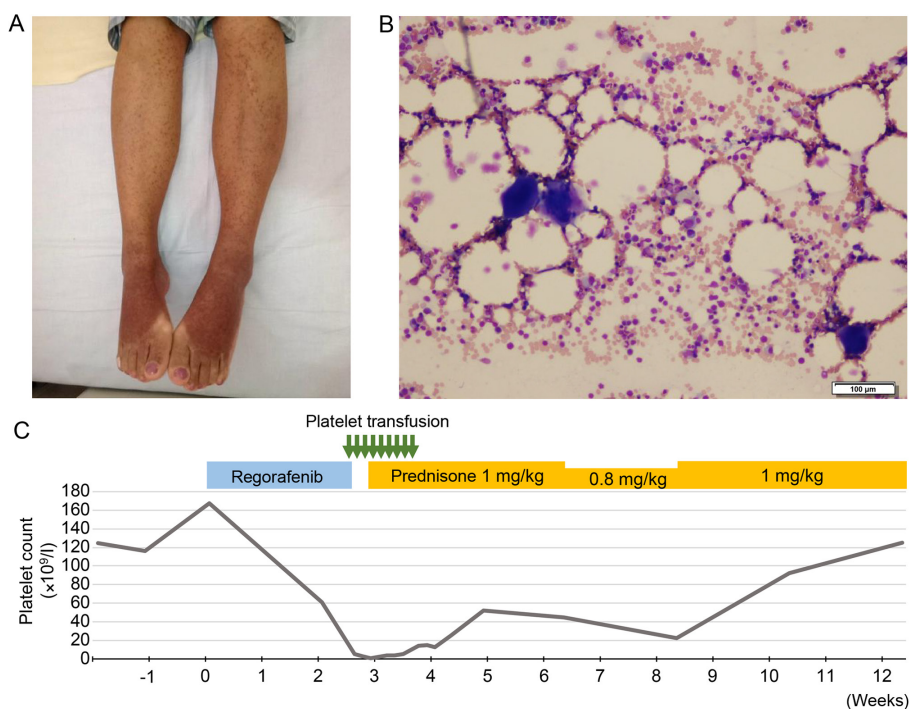 A
B
100 µm
C
Platelet transfusion
Regorafenib
Prednisone 1 mg/kg
0.8 mg/kg
1 mg/kg
Platelet count
(×10⁹/l)
180
160
140
120
100
80
60
40
20
0
-1 0 1 2 3 4 5 6 7 8 9 10 11 12
(Weeks)